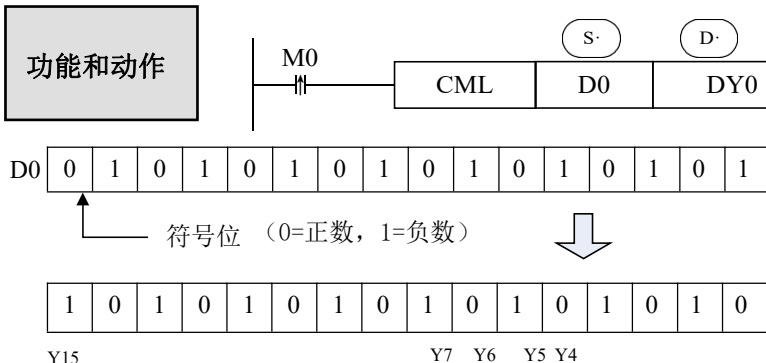 功能和动作
M0
S·
D·
CML D0 DY0
D0 0 1 0 1 0 1 0 1 0 1 0 1 0 1 0 1
符号位 （0=正数，1=负数）
1 0 1 0 1 0 1 0 1 0 1 0 1 0 1 0
Y15 Y7 Y6 Y5 Y4